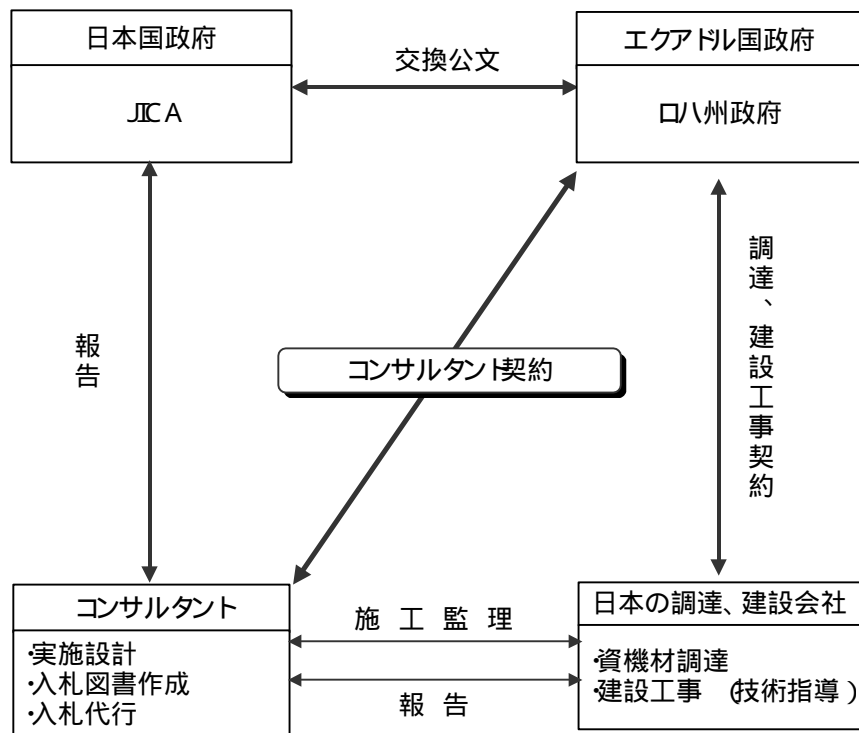 日本国政府
JICA
エクアドル国政府
ロハ州政府
交換公文
報告
コンサルタント契約
調達、建設工事契約
コンサルタント
・実施設計
・入札図書作成
・入札代行
施工監理
報告
日本の調達、建設会社
・資機材調達
・建設工事 (技術指導)